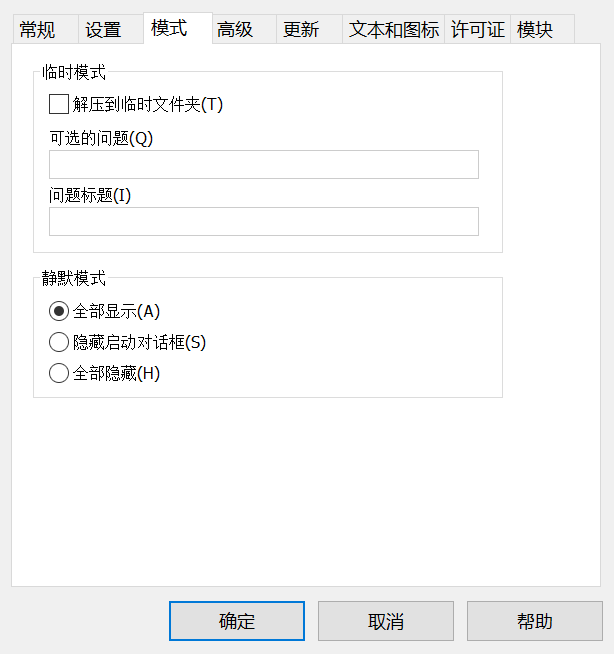 常规 设置 模式 高级 更新 文本和图标 许可证 模块
临时模式
解压到临时文件夹(T)
可选的问题(Q)
问题标题(I)
静默模式
全部显示(A)
隐藏启动对话框(S)
全部隐藏(H)
确定 取消 帮助